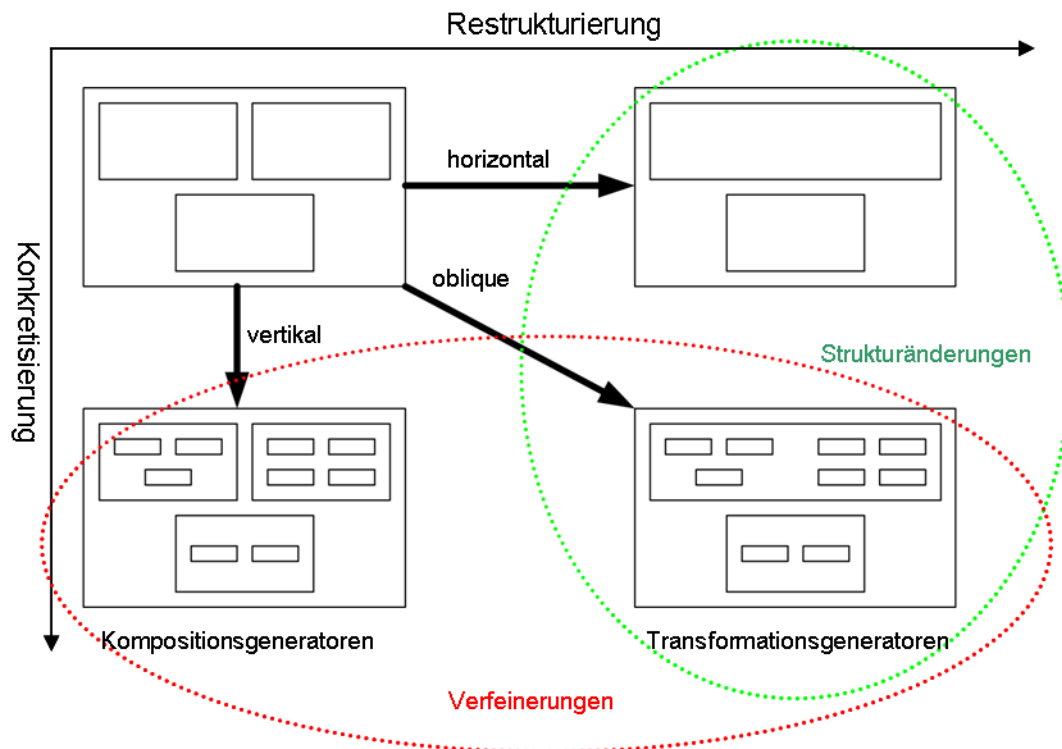 Restrukturierung
horizontal
Konkretisierung
oblique
vertikal
Strukturänderungen
Kompositionsgeneratoren
Transformationsgeneratoren
Verfeinerungen